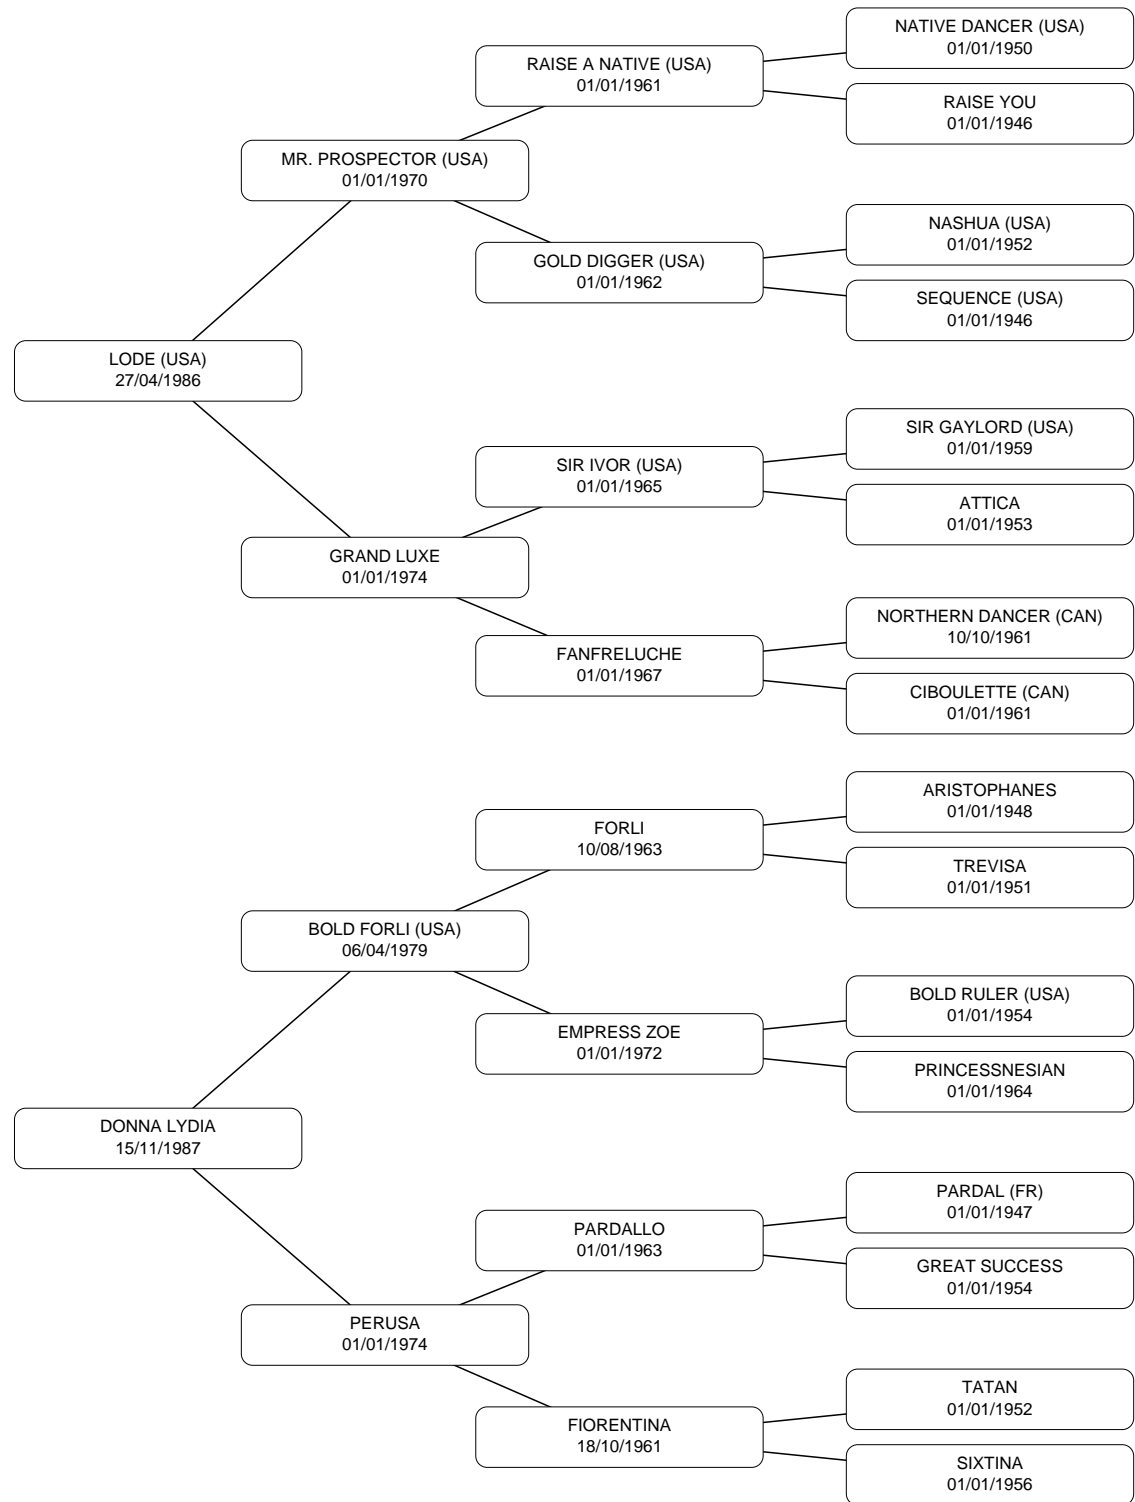 NATIVE DANCER (USA)
01/01/1950
RAISE A NATIVE (USA)
01/01/1961
RAISE YOU
01/01/1946
MR. PROSPECTOR (USA)
01/01/1970
NASHUA (USA)
01/01/1952
GOLD DIGGER (USA)
01/01/1962
SEQUENCE (USA)
01/01/1946
LODE (USA)
27/04/1986
SIR GAYLORD (USA)
01/01/1959
SIR IVOR (USA)
01/01/1965
ATTICA
01/01/1953
GRAND LUXE
01/01/1974
NORTHERN DANCER (CAN)
10/10/1961
FANFRELUCHE
01/01/1967
CIBOULETTE (CAN)
01/01/1961
ARISTOPHANES
01/01/1948
FORLI
10/08/1963
TREVISA
01/01/1951
BOLD FORLI (USA)
06/04/1979
BOLD RULER (USA)
01/01/1954
EMPRESS ZOE
01/01/1972
PRINCESSNESIAN
01/01/1964
DONNA LYDIA
15/11/1987
PARDAL (FR)
01/01/1947
PARDALLO
01/01/1963
GREAT SUCCESS
01/01/1954
PERUSA
01/01/1974
TATAN
01/01/1952
FIORENTINA
18/10/1961
SIXTINA
01/01/1956